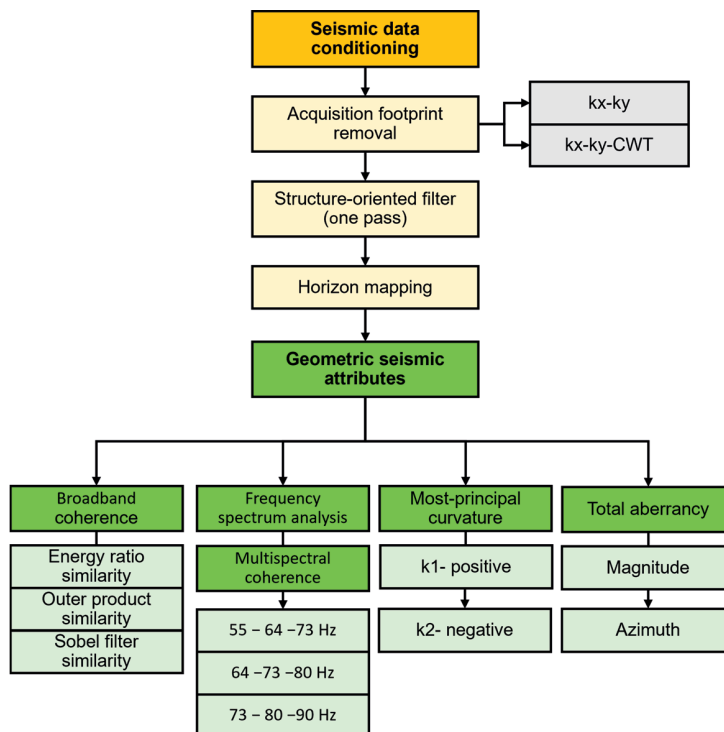 Seismic data
conditioning
Acquisition footprint
removal
kx-ky
kx-ky-CWT
Structure-oriented filter
(one pass)
Horizon mapping
Geometric seismic
attributes
Broadband
coherence
Energy ratio
similarity
Outer product
similarity
Sobel filter
similarity
Frequency
spectrum analysis
Multispectral
coherence
55 – 64 –73 Hz
64 –73 –80 Hz
73 – 80 –90 Hz
Most-principal
curvature
k1- positive
k2- negative
Total aberrancy
Magnitude
Azimuth